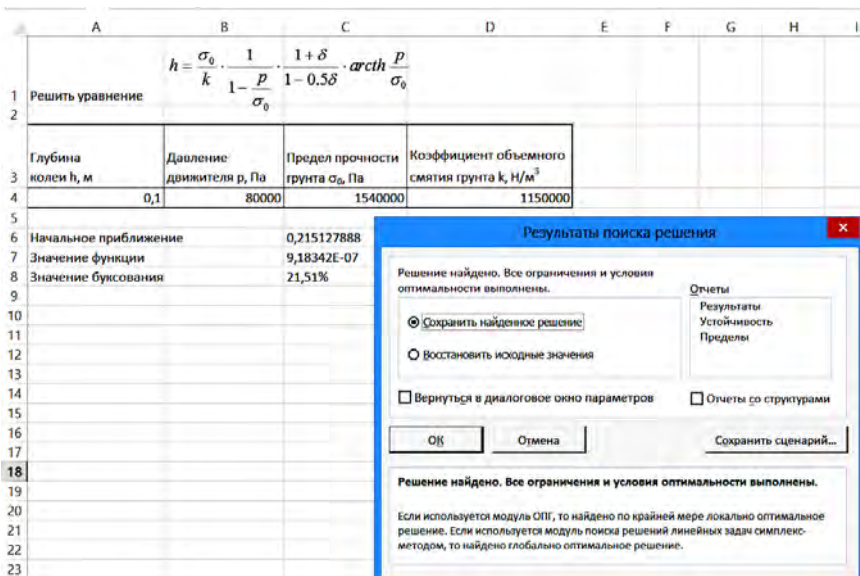 A B C D E F G H I
1 Решить уравнение h = σ₀/k · 1/(1 − p/σ₀) · (1 + δ)/(1 − 0.5δ) · arcth p/σ₀
2
Глубина Давление Предел прочности Коэффициент объемного
3 колеи h, м движителя p, Па грунта σ₀, Па смятия грунта k, Н/м³
4 0,1 80000 1540000 1150000
5
6 Начальное приближение 0,215127888
7 Значение функции 9,18342E-07
8 Значение буксования 21,51%
9
10
11
12
13
14
15
16
17
18
19
20
21
22
23
Результаты поиска решения
Решение найдено. Все ограничения и условия
оптимальности выполнены.
Отчеты
Результаты
Устойчивость
Пределы
Сохранить найденное решение
Восстановить исходные значения
Вернуться в диалоговое окно параметров
Отчеты со структурами
ОК
Отмена
Сохранить сценарий...
Решение найдено. Все ограничения и условия оптимальности выполнены.
Если используется модуль ОПГ, то найдено по крайней мере локально оптимальное
решение. Если используется модуль поиска решений линейных задач симплекс-
методом, то найдено глобально оптимальное решение.